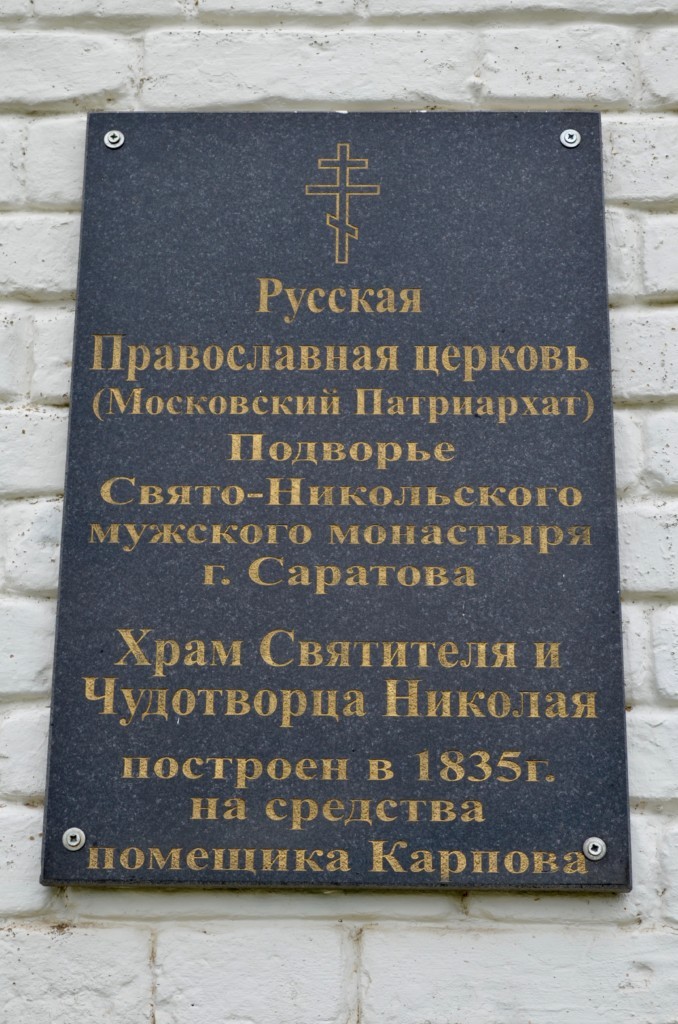 Русская
Православная церковь
(Московский Патриархат)
Подворье
Свято-Никольского
мужского монастыря
г. Саратова
Храм Святителя и
Чудотворца Николая
построен в 1835г.
на средства
помещика Карпова